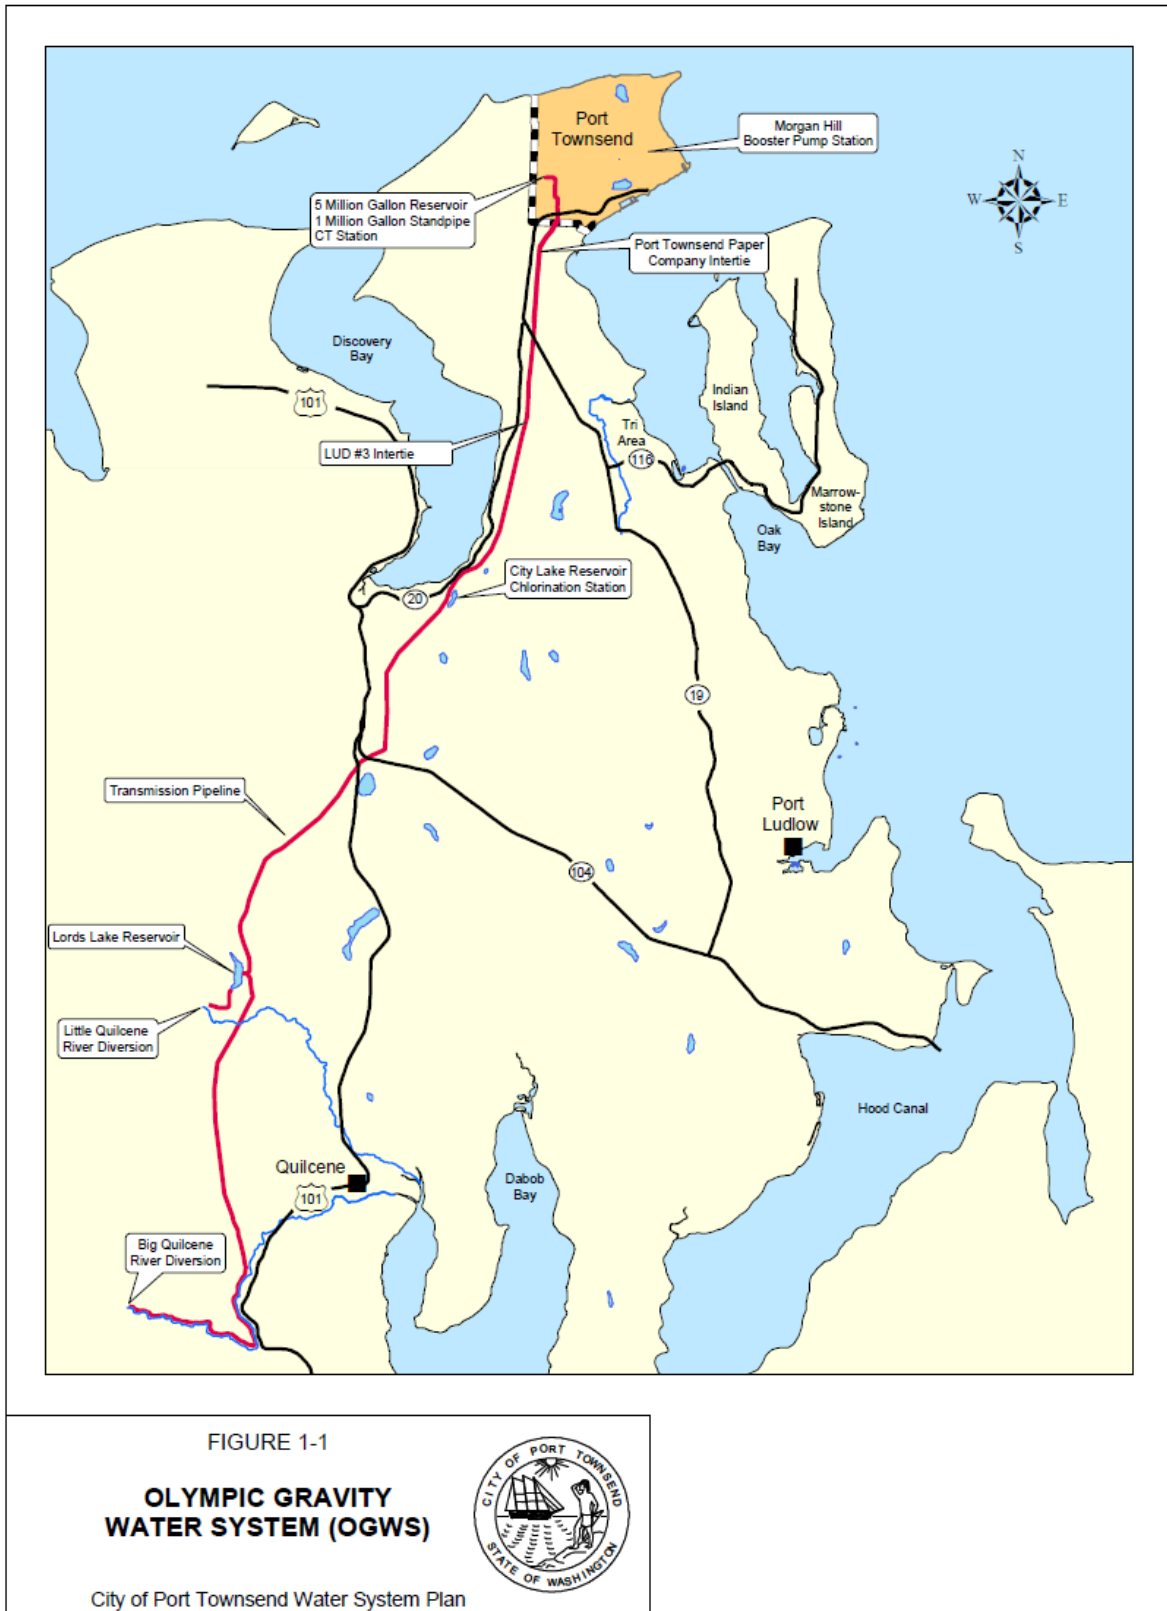 Port
Townsend
Morgan Hill
Booster Pump Station
N
W
E
S
5 Million Gallon Reservoir
1 Million Gallon Standpipe
CT Station
Port Townsend Paper
Company Intertie
Discovery
Bay
101
Indian
Island
Tri
Area
LUD #3 Intertie
116
Marrow-
stone
Island
Oak
Bay
City Lake Reservoir
Chlorination Station
20
19
Transmission Pipeline
Port
Ludlow
104
Lords Lake Reservoir
Little Quilcene
River Diversion
Hood Canal
Quilcene
101
Dabob
Bay
Big Quilcene
River Diversion
FIGURE 1-1
OLYMPIC GRAVITY
WATER SYSTEM (OGWS)
City of Port Townsend Water System Plan
CITY OF PORT TOWNSEND
STATE OF WASHINGTON